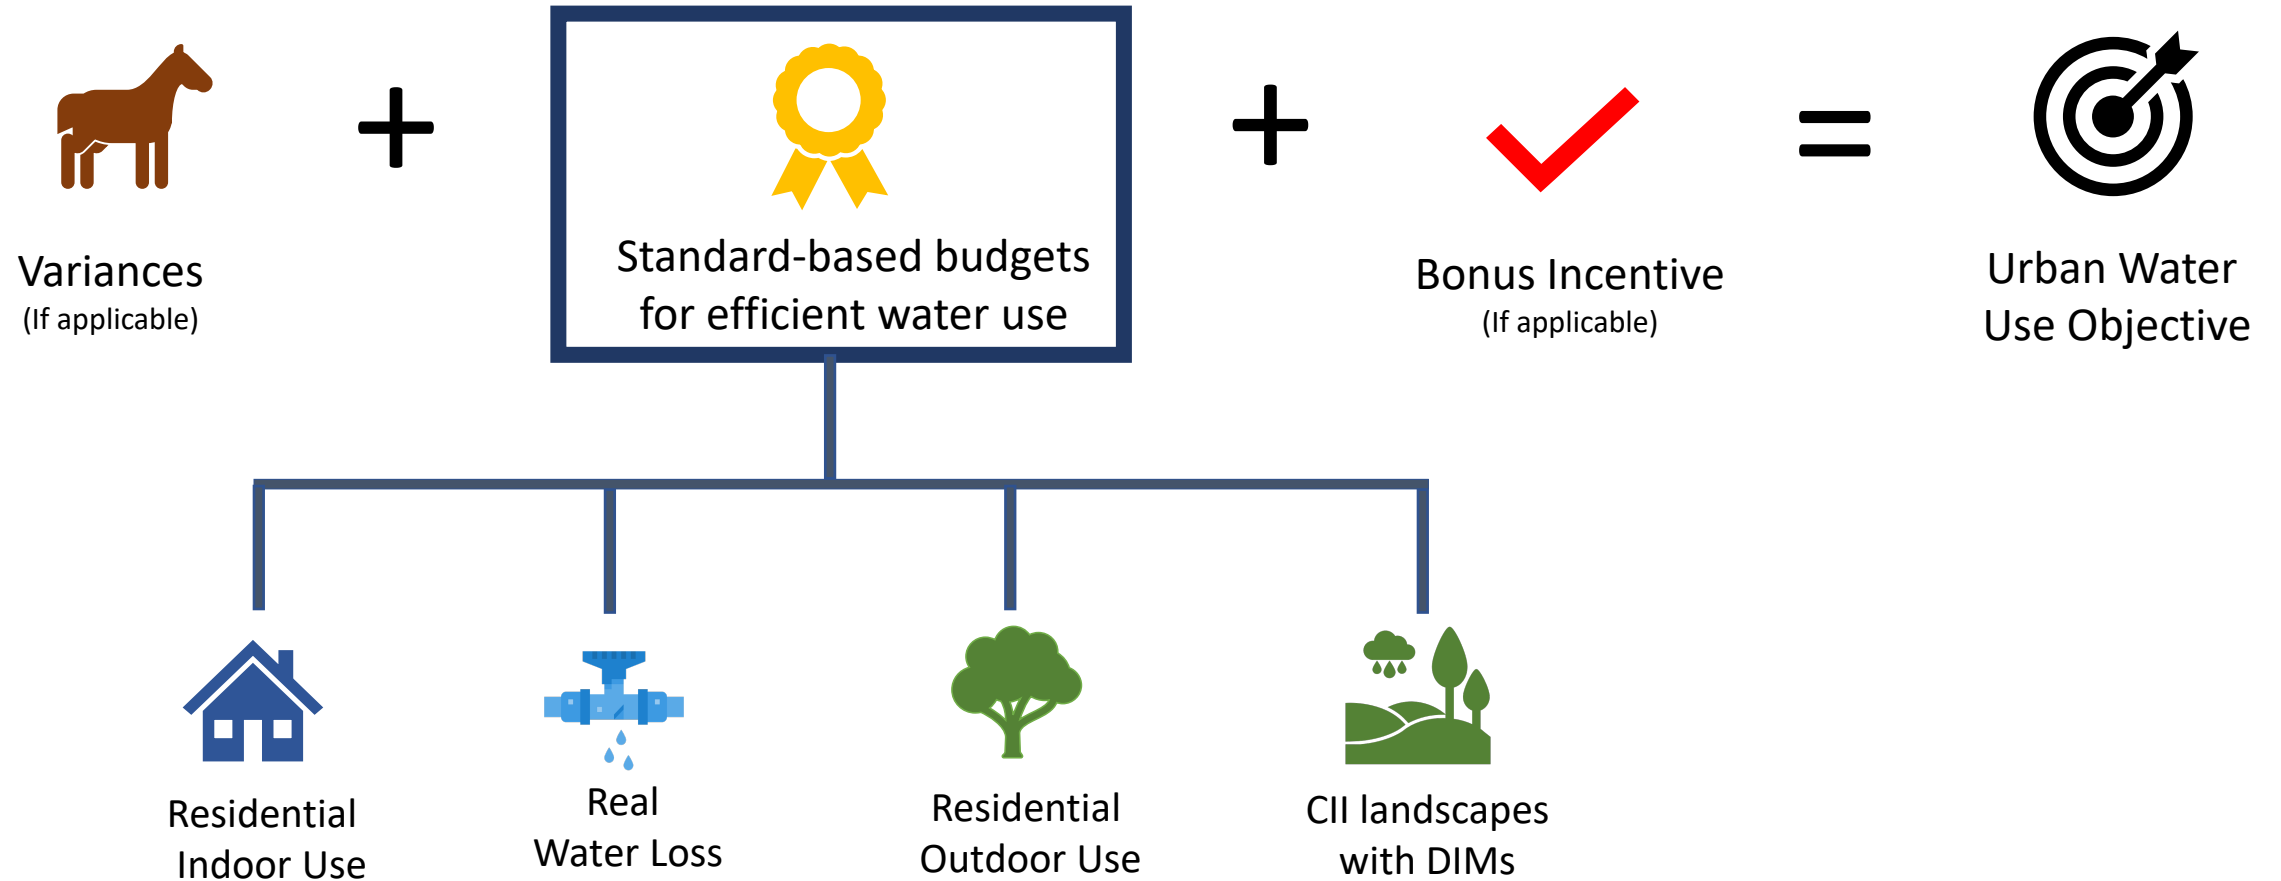 Variances
(If applicable)
+
Standard-based budgets
for efficient water use
+
Bonus Incentive
(If applicable)
=
Urban Water
Use Objective
Residential
Indoor Use
Real
Water Loss
Residential
Outdoor Use
CII landscapes
with DIMs